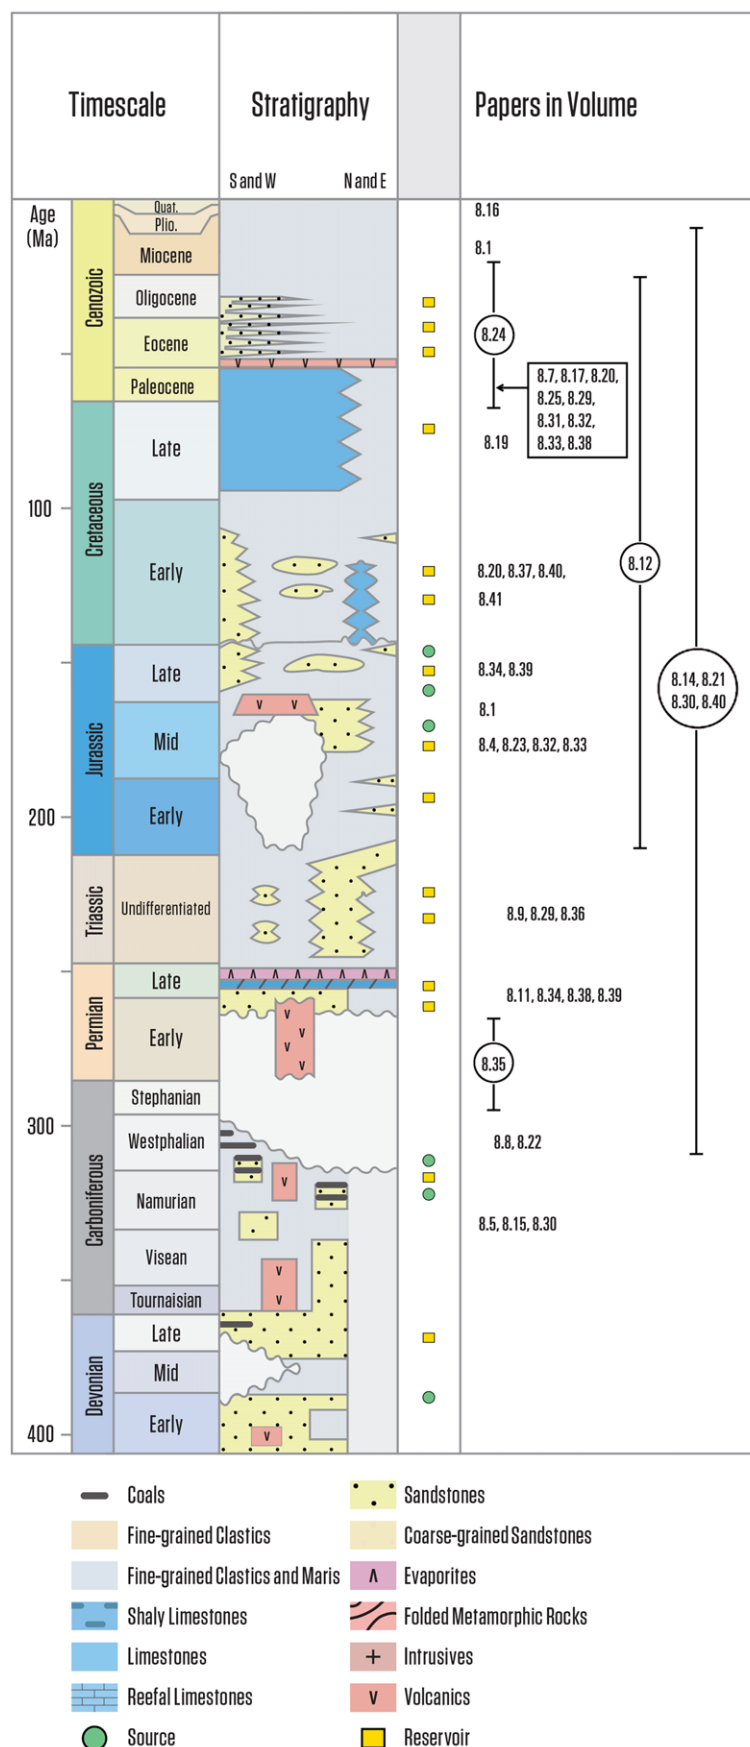 Timescale
Stratigraphy
Papers in Volume
S and W
N and E
Age
(Ma)
Cenozoic
Quat.
Plio.
Miocene
Oligocene
Eocene
Paleocene
8.16
8.1
8.24
8.7, 8.17, 8.20,
8.25, 8.29,
8.31, 8.32,
8.33, 8.38
8.19
100
Cretaceous
Late
Early
8.12
8.20, 8.37, 8.40,
8.41
Jurassic
Late
Mid
Early
V V
8.34, 8.39
8.14, 8.21
8.30, 8.40
8.1
8.4, 8.23, 8.32, 8.33
200
Triassic
Undifferentiated
8.9, 8.29, 8.36
Permian
Late
Early
8.11, 8.34, 8.38, 8.39
8.35
300
Carboniferous
Stephanian
Westphalian
Namurian
Visean
Tournaisian
8.8, 8.22
8.5, 8.15, 8.30
Devonian
Late
Mid
Early
400
Coals
Sandstones
Fine-grained Clastics
Coarse-grained Sandstones
Fine-grained Clastics and Maris
Evaporites
Shaly Limestones
Folded Metamorphic Rocks
Limestones
Intrusives
Reefal Limestones
Volcanics
Source
Reservoir